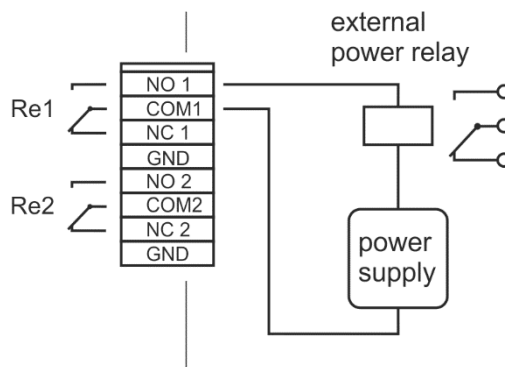 external
power relay
NO 1
Re1
COM1
NC 1
GND
NO 2
Re2
COM2
NC 2
GND
power
supply